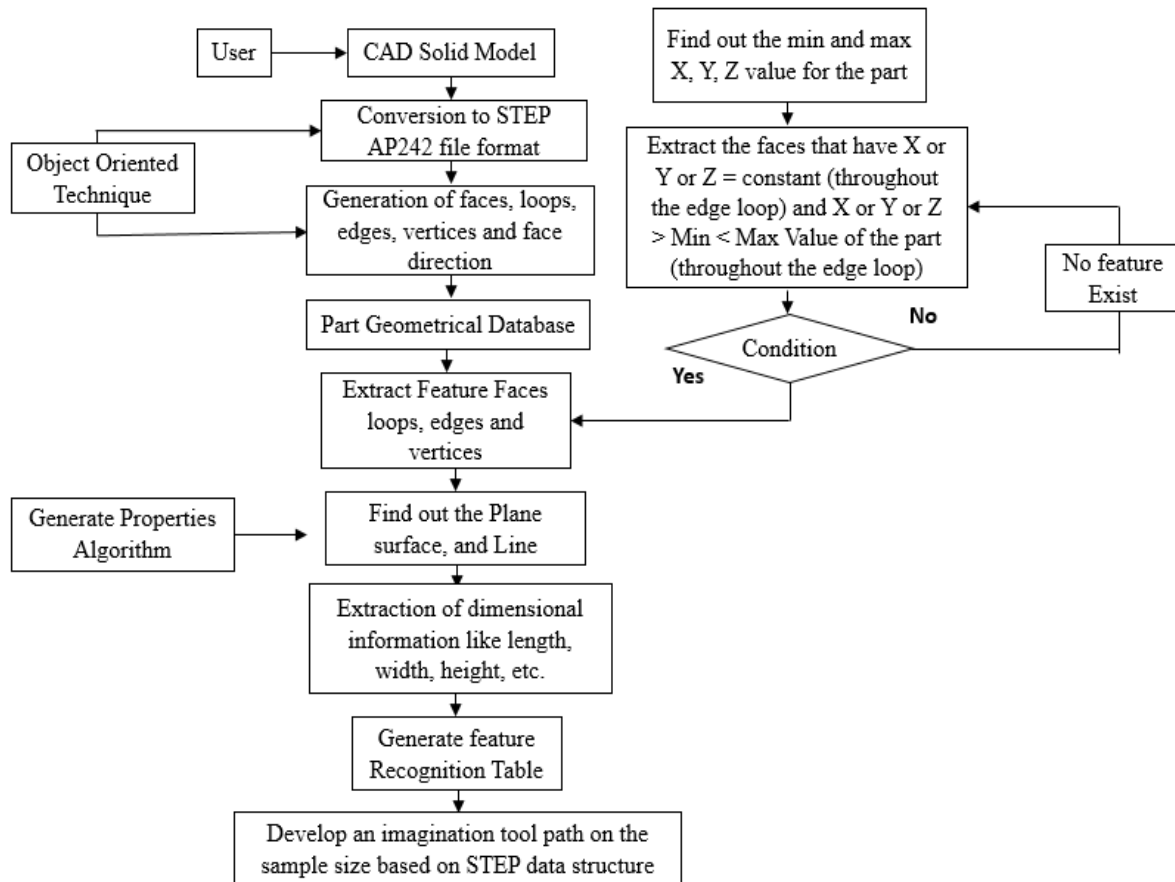 User
CAD Solid Model
Conversion to STEP
AP242 file format
Object Oriented
Technique
Generation of faces, loops,
edges, vertices and face
direction
Part Geometrical Database
Extract Feature Faces
loops, edges and
vertices
Generate Properties
Algorithm
Find out the Plane
surface, and Line
Extraction of dimensional
information like length,
width, height, etc.
Generate feature
Recognition Table
Develop an imagination tool path on the
sample size based on STEP data structure
Find out the min and max
X, Y, Z value for the part
Extract the faces that have X or
Y or Z = constant (throughout
the edge loop) and X or Y or Z
> Min < Max Value of the part
(throughout the edge loop)
No feature
Exist
No
Condition
Yes